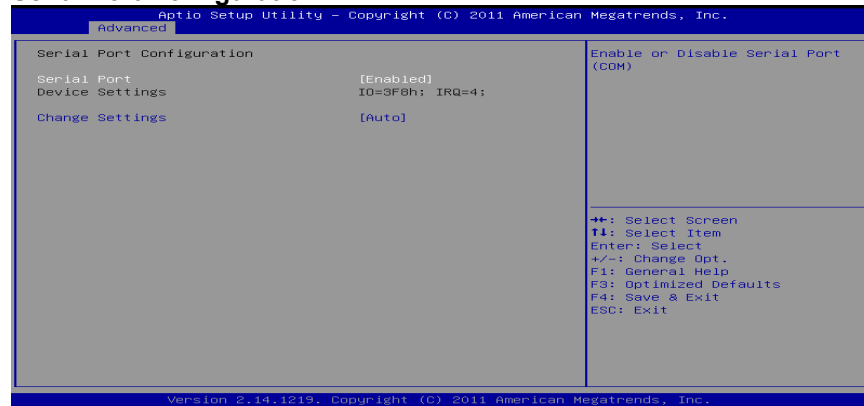 Aptio Setup Utility – Copyright (C) 2011 American Megatrends, Inc.
Advanced
Serial Port Configuration
Serial Port [Enabled]
Device Settings IO=3F8h; IRQ=4;
Change Settings [Auto]
Enable or Disable Serial Port
(COM)
→←: Select Screen
↑↓: Select Item
Enter: Select
+/-: Change Opt.
F1: General Help
F3: Optimized Defaults
F4: Save & Exit
ESC: Exit
Version 2.14.1219. Copyright (C) 2011 American Megatrends, Inc.